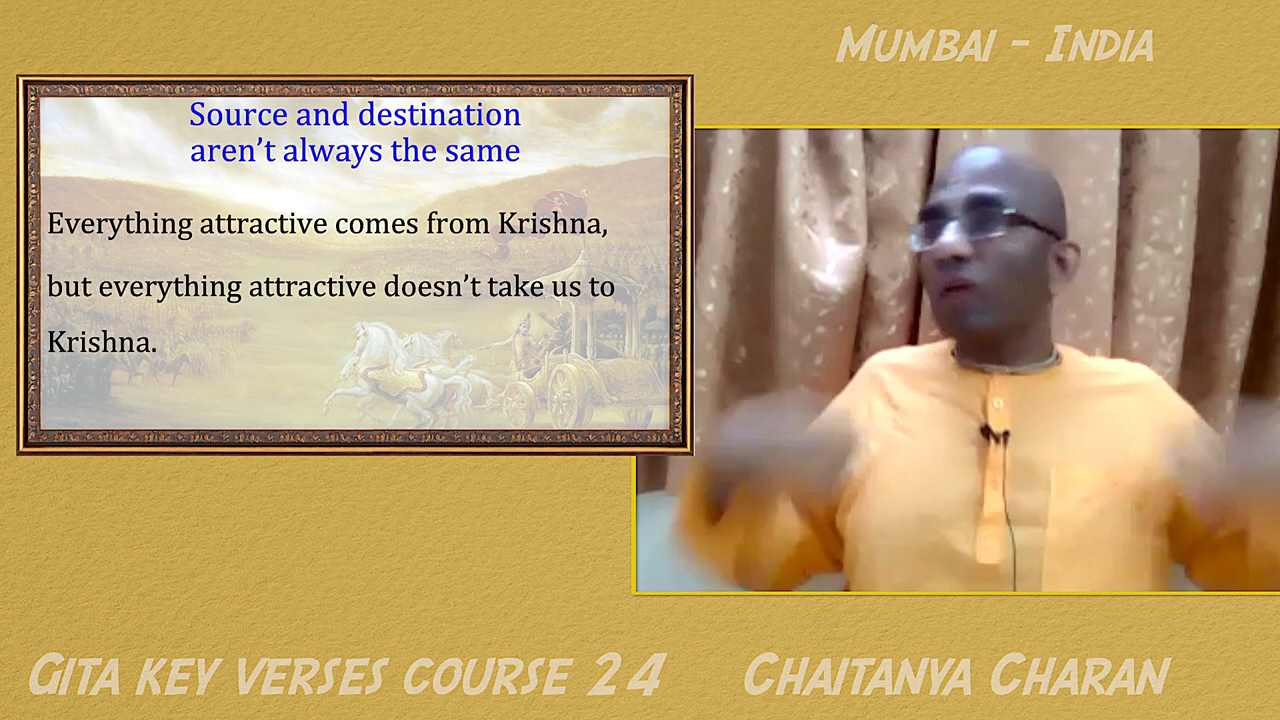 Mumbai - India
Source and destination
aren't always the same
Everything attractive comes from Krishna,
but everything attractive doesn't take us to
Krishna.
Gita key verses course 24
Chaitanya Charan